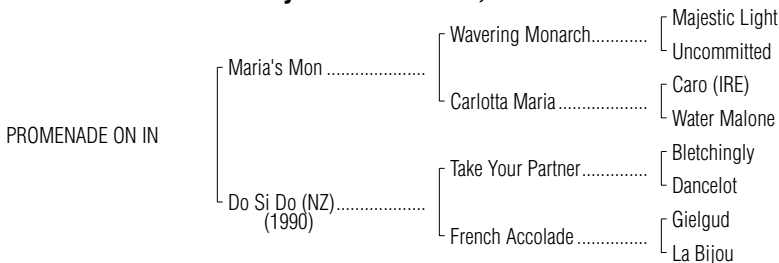 Majestic Light
Wavering Monarch.............
Uncommitted
Maria's Mon ......................
Caro (IRE)
Carlotta Maria....................
Water Malone
PROMENADE ON IN
Bletchingly
Take Your Partner...............
Dancelot
Do Si Do (NZ)....................
(1990)
Gielgud
French Accolade ................
La Bijou